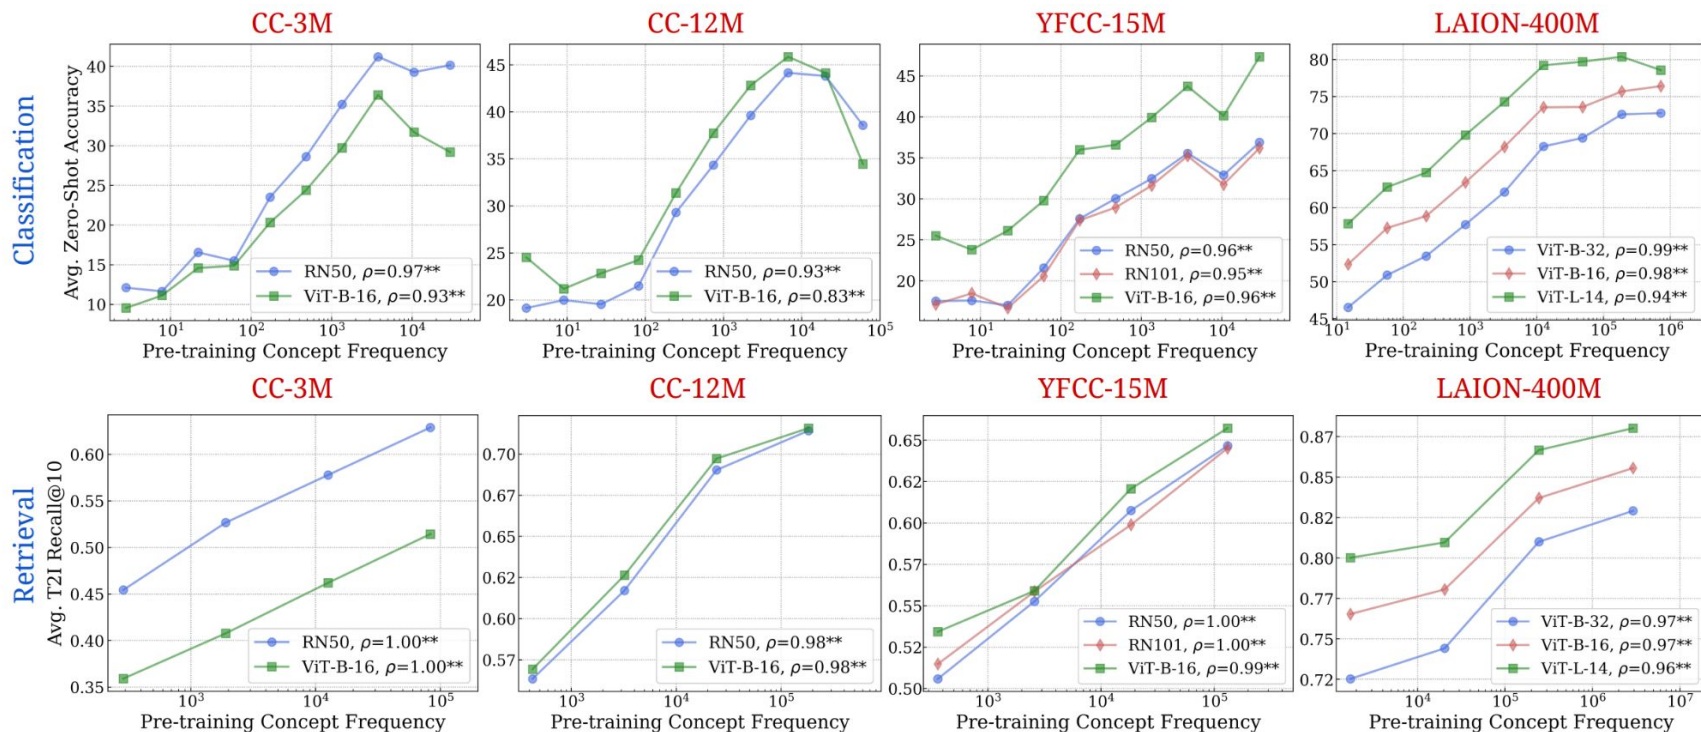 CC-3M
CC-12M
YFCC-15M
LAION-400M
Classification
Avg. Zero-Shot Accuracy
40
35
30
25
20
15
10
RN50, ρ=0.97**
ViT-B-16, ρ=0.93**
10¹ 10² 10³ 10⁴
Pre-training Concept Frequency
45
40
35
30
25
20
RN50, ρ=0.93**
ViT-B-16, ρ=0.83**
10¹ 10² 10³ 10⁴ 10⁵
Pre-training Concept Frequency
45
40
35
30
25
20
RN50, ρ=0.96**
RN101, ρ=0.95**
ViT-B-16, ρ=0.96**
10¹ 10² 10³ 10⁴
Pre-training Concept Frequency
80
75
70
65
60
55
50
45
ViT-B-32, ρ=0.99**
ViT-B-16, ρ=0.98**
ViT-L-14, ρ=0.94**
10¹ 10² 10³ 10⁴ 10⁵ 10⁶
Pre-training Concept Frequency
CC-3M
CC-12M
YFCC-15M
LAION-400M
Retrieval
Avg. T2I Recall@10
0.60
0.55
0.50
0.45
0.40
0.35
RN50, ρ=1.00**
ViT-B-16, ρ=1.00**
10³ 10⁴ 10⁵
Pre-training Concept Frequency
0.70
0.67
0.65
0.62
0.60
0.57
RN50, ρ=0.98**
ViT-B-16, ρ=0.98**
10³ 10⁴ 10⁵
Pre-training Concept Frequency
0.65
0.62
0.60
0.57
0.55
0.53
0.50
RN50, ρ=1.00**
RN101, ρ=1.00**
ViT-B-16, ρ=0.99**
10³ 10⁴ 10⁵
Pre-training Concept Frequency
0.87
0.85
0.82
0.80
0.77
0.75
0.72
ViT-B-32, ρ=0.97**
ViT-B-16, ρ=0.97**
ViT-L-14, ρ=0.96**
10⁴ 10⁵ 10⁶ 10⁷
Pre-training Concept Frequency